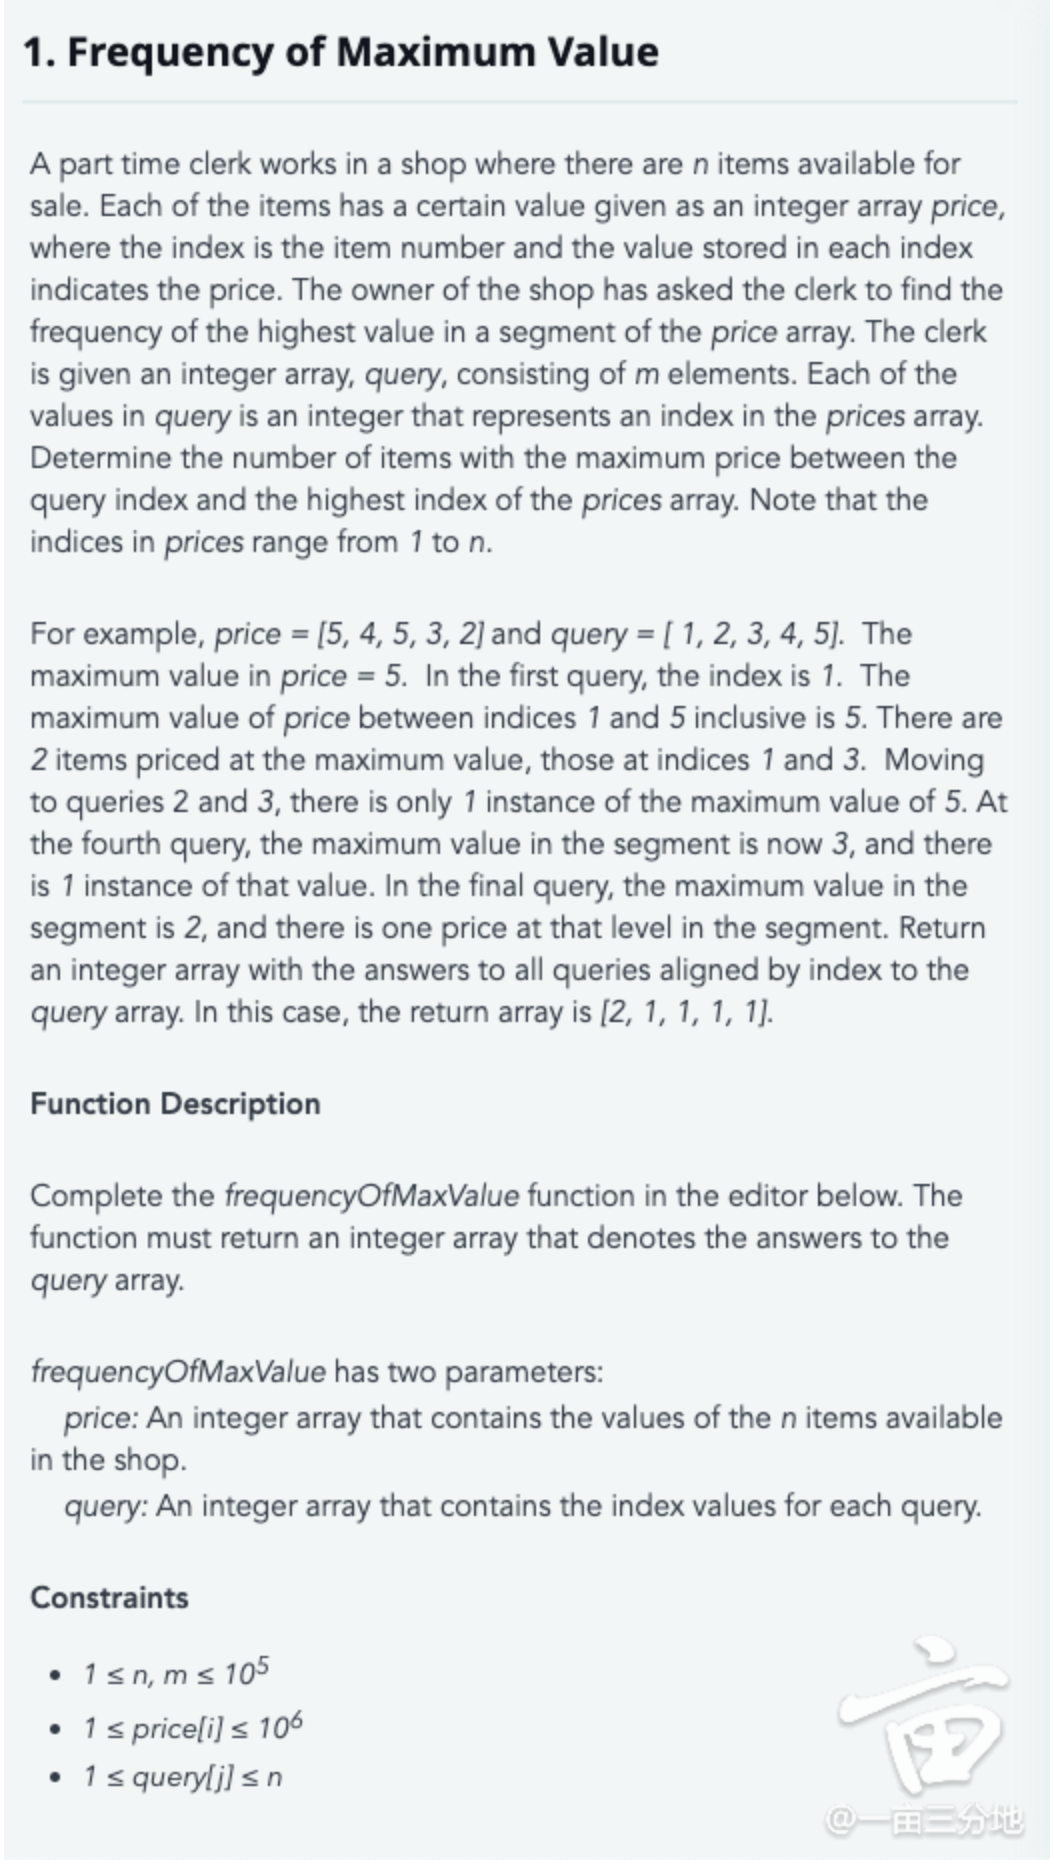 1. Frequency of Maximum Value
A part time clerk works in a shop where there are n items available for
sale. Each of the items has a certain value given as an integer array price,
where the index is the item number and the value stored in each index
indicates the price. The owner of the shop has asked the clerk to find the
frequency of the highest value in a segment of the price array. The clerk
is given an integer array, query, consisting of m elements. Each of the
values in query is an integer that represents an index in the prices array.
Determine the number of items with the maximum price between the
query index and the highest index of the prices array. Note that the
indices in prices range from 1 to n.
For example, price = [5, 4, 5, 3, 2] and query = [ 1, 2, 3, 4, 5]. The
maximum value in price = 5. In the first query, the index is 1. The
maximum value of price between indices 1 and 5 inclusive is 5. There are
2 items priced at the maximum value, those at indices 1 and 3. Moving
to queries 2 and 3, there is only 1 instance of the maximum value of 5. At
the fourth query, the maximum value in the segment is now 3, and there
is 1 instance of that value. In the final query, the maximum value in the
segment is 2, and there is one price at that level in the segment. Return
an integer array with the answers to all queries aligned by index to the
query array. In this case, the return array is [2, 1, 1, 1, 1].
Function Description
Complete the frequencyOfMaxValue function in the editor below. The
function must return an integer array that denotes the answers to the
query array.
frequencyOfMaxValue has two parameters:
price: An integer array that contains the values of the n items available
in the shop.
query: An integer array that contains the index values for each query.
Constraints
• 1 ≤ n, m ≤ 10⁵
• 1 ≤ price[i] ≤ 10⁶
• 1 ≤ query[j] ≤ n
亩
@一亩三分地